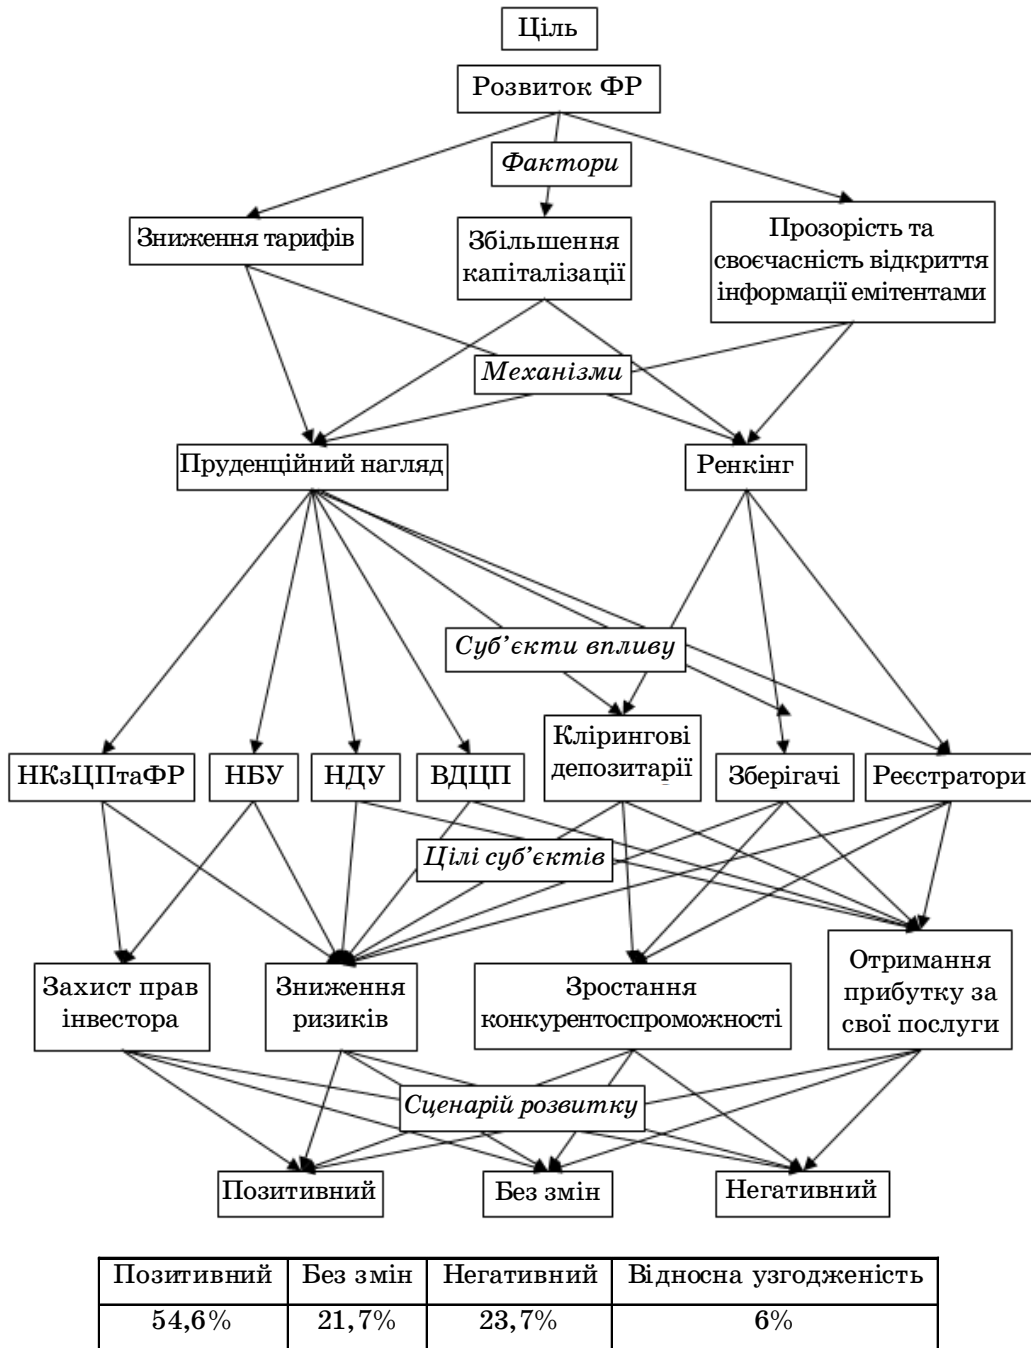 Ціль
Розвиток ФР
Фактори
Зниження тарифів
Збільшення
капіталізації
Прозорість та
своєчасність відкриття
інформації емітентами
Механізми
Пруденційний нагляд
Ренкінг
Суб’єкти впливу
НКзЦПтаФР
НБУ
НДУ
ВДЦП
Клірингові
депозитарії
Зберігачі
Реєстратори
Цілі суб’єктів
Захист прав
інвестора
Зниження
ризиків
Зростання
конкурентоспроможності
Отримання
прибутку за
свої послуги
Сценарій розвитку
Позитивний
Без змін
Негативний
Позитивний Без змін Негативний Відносна узгодженість
54,6% 21,7% 23,7% 6%